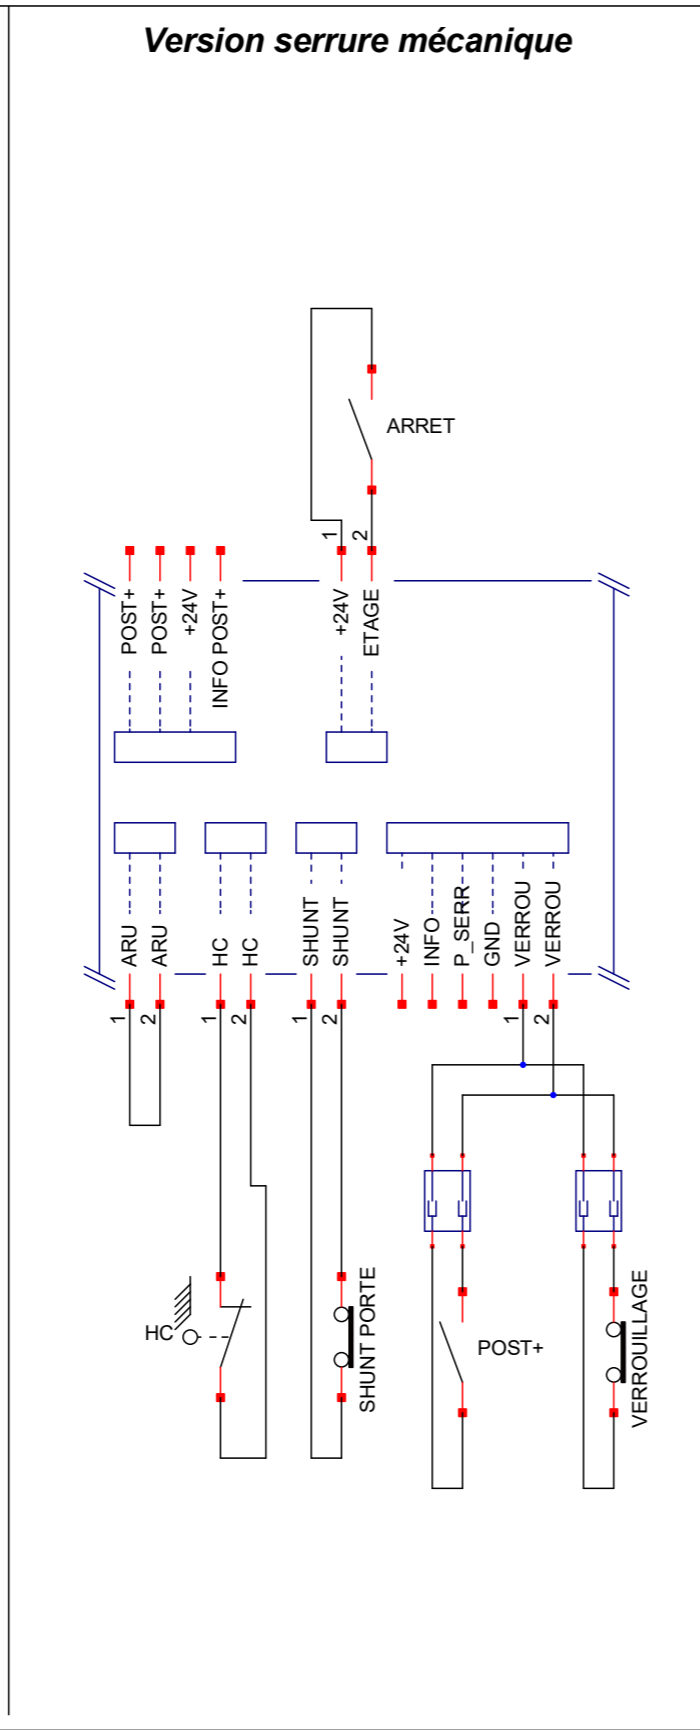 Version serrure mécanique
ARRET
1
2
POST+
POST+
+24V
INFO POST+
+24V
ETAGE
ARU
ARU
HC
HC
SHUNT
SHUNT
+24V
INFO
P_SERR
GND
VERROU
VERROU
1
2
1
2
1
2
1
2
HC
SHUNT PORTE
POST+
VERROUILLAGE